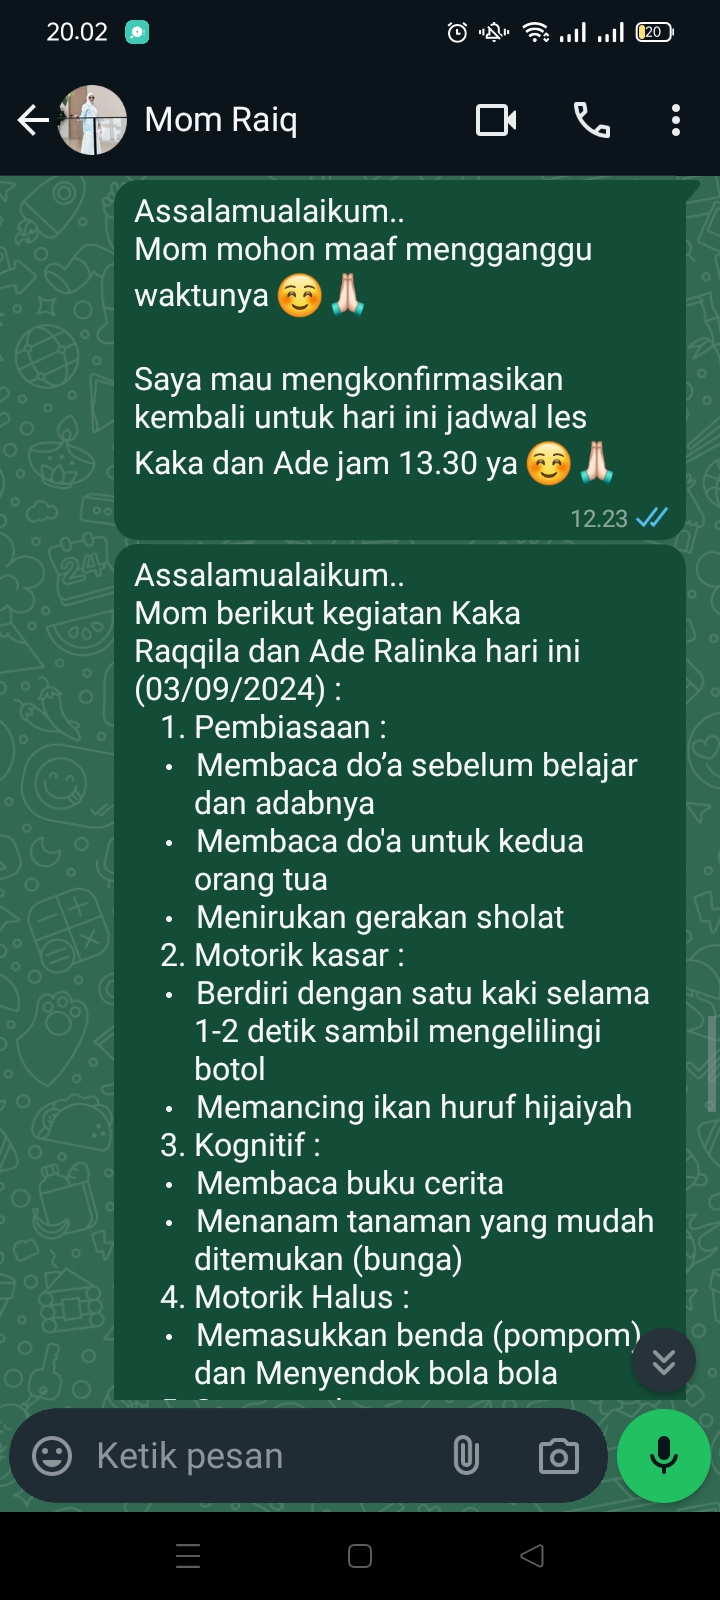 20.02
20
Mom Raiq
Assalamualaikum..
Mom mohon maaf mengganggu
waktunya ☺️🙏🏻
Saya mau mengkonfirmasikan
kembali untuk hari ini jadwal les
Kaka dan Ade jam 13.30 ya ☺️🙏🏻
12.23
Assalamualaikum..
Mom berikut kegiatan Kaka
Raqqila dan Ade Ralinka hari ini
(03/09/2024) :
1. Pembiasaan :
• Membaca do’a sebelum belajar
dan adabnya
• Membaca do'a untuk kedua
orang tua
• Menirukan gerakan sholat
2. Motorik kasar :
• Berdiri dengan satu kaki selama
1-2 detik sambil mengelilingi
botol
• Memancing ikan huruf hijaiyah
3. Kognitif :
• Membaca buku cerita
• Menanam tanaman yang mudah
ditemukan (bunga)
4. Motorik Halus :
• Memasukkan benda (pompom)
dan Menyendok bola bola
Ketik pesan